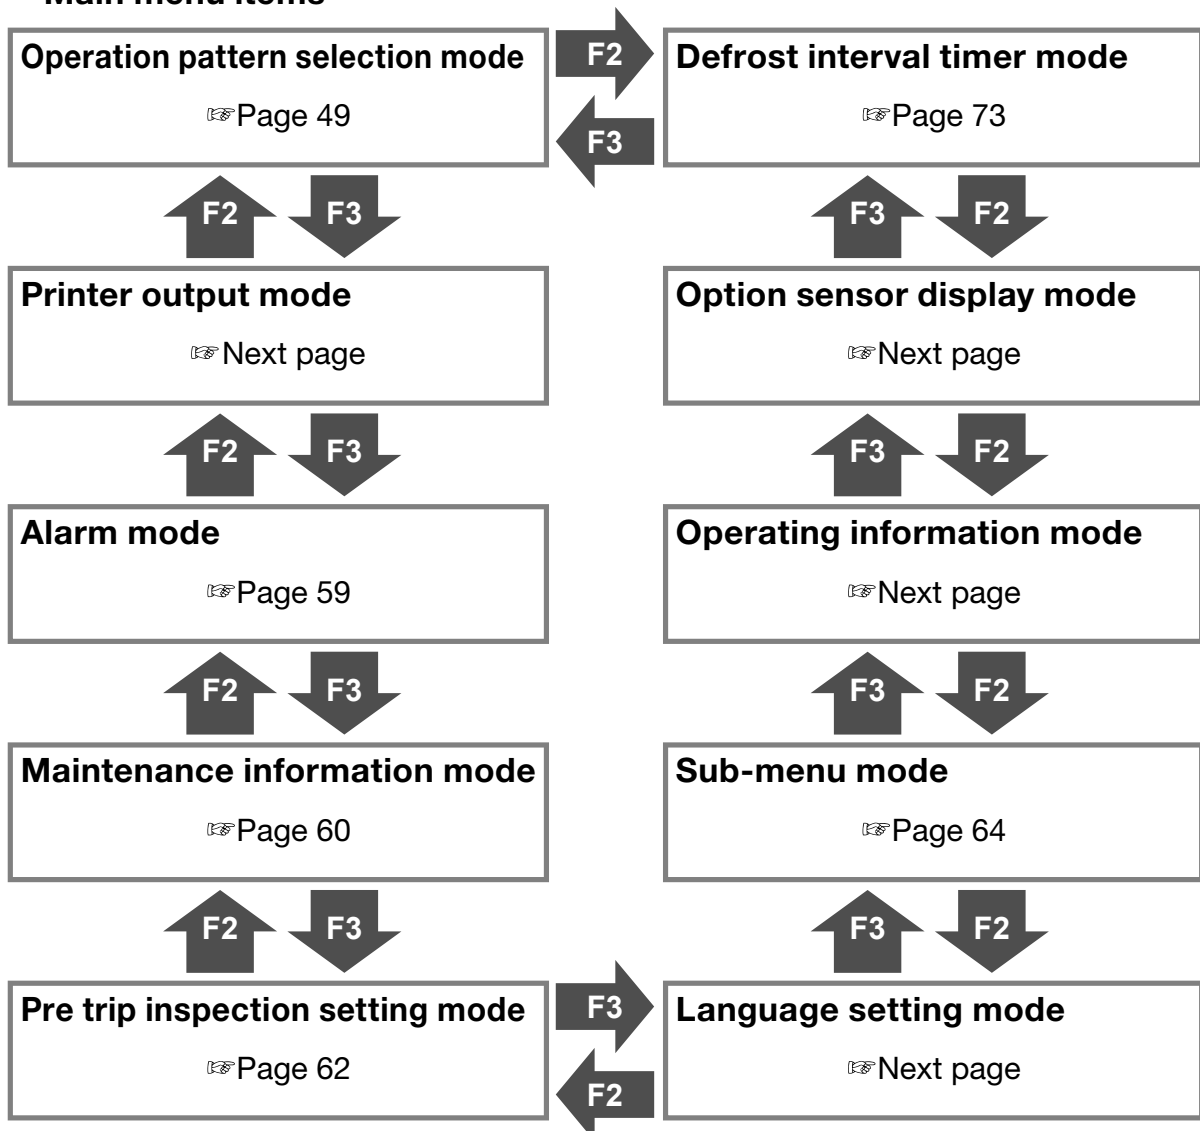 Main menu items
Operation pattern selection mode
☞Page 49
F2
F3
Defrost interval timer mode
☞Page 73
F2
F3
F3
F2
Printer output mode
☞Next page
Option sensor display mode
☞Next page
F2
F3
F3
F2
Alarm mode
☞Page 59
Operating information mode
☞Next page
F2
F3
F3
F2
Maintenance information mode
☞Page 60
Sub-menu mode
☞Page 64
F2
F3
F3
F2
Pre trip inspection setting mode
☞Page 62
F3
F2
Language setting mode
☞Next page